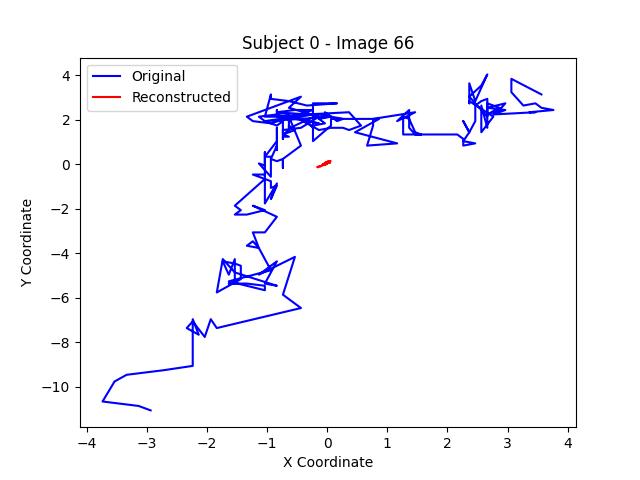 Subject 0 - Image 66
Original
Reconstructed
4
2
0
−2
−4
−6
−8
−10
Y Coordinate
−4 −3 −2 −1 0 1 2 3 4
X Coordinate